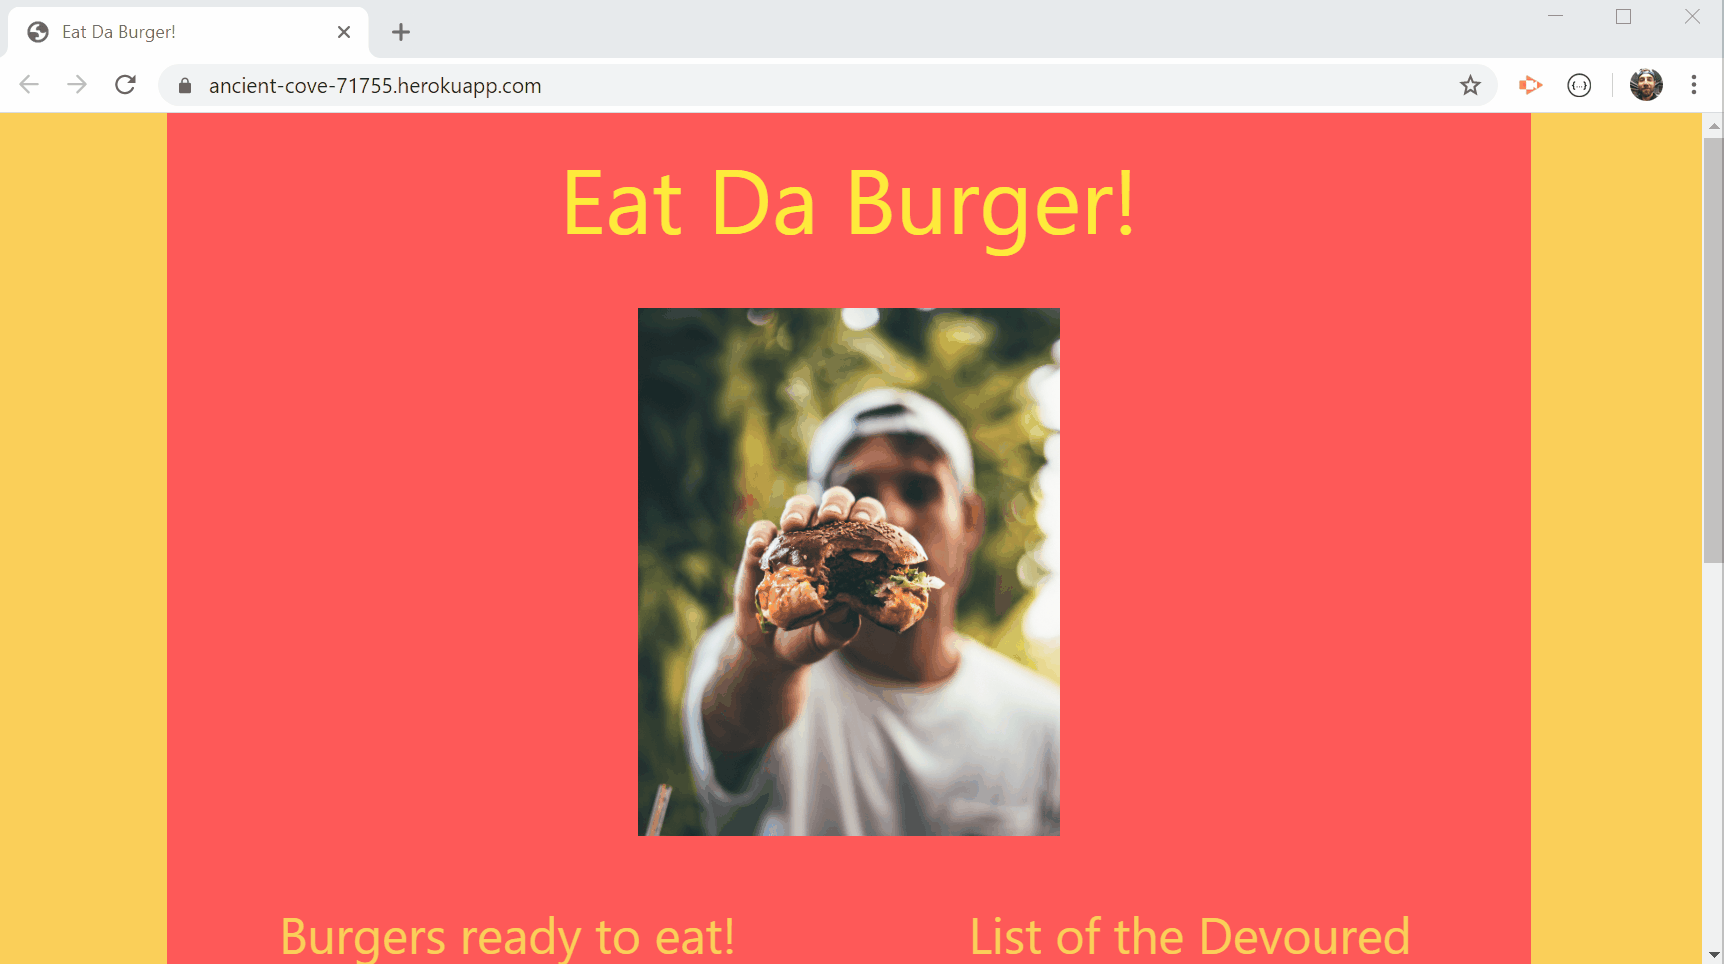 Eat Da Burger!
ancient-cove-71755.herokuapp.com
Eat Da Burger!
Burgers ready to eat!
List of the Devoured